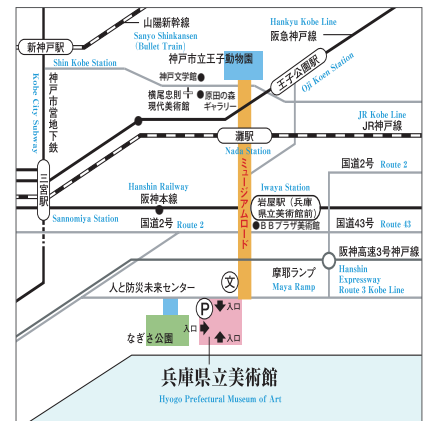 山陽新幹線
Sanyo Shinkansen
(Bullet Train)
Hankyu Kobe Line
阪急神戸線
新神戸駅
Shin Kobe Station
神戸市立王子動物園
王子公園駅
Oji Koen Station
神戸文学館
横尾忠則
現代美術館
原田の森
ギャラリー
神戸市営地下鉄
Kobe City Subway
JR Kobe Line
JR神戸線
灘駅
Nada Station
ミュージアムロード
国道2号 Route 2
三宮駅
Sannomiya Station
Hanshin Railway
阪神本線
Iwaya Station
岩屋駅(兵庫
県立美術館前)
BBプラザ美術館
国道2号 Route 2
国道43号 Route 43
阪神高速3号神戸線
Hanshin
Expressway
Route 3 Kobe Line
摩耶ランプ
Maya Ramp
人と防災未来センター
文
P
入口
入口
入口
なぎさ公園
兵庫県立美術館
Hyogo Prefectural Museum of Art